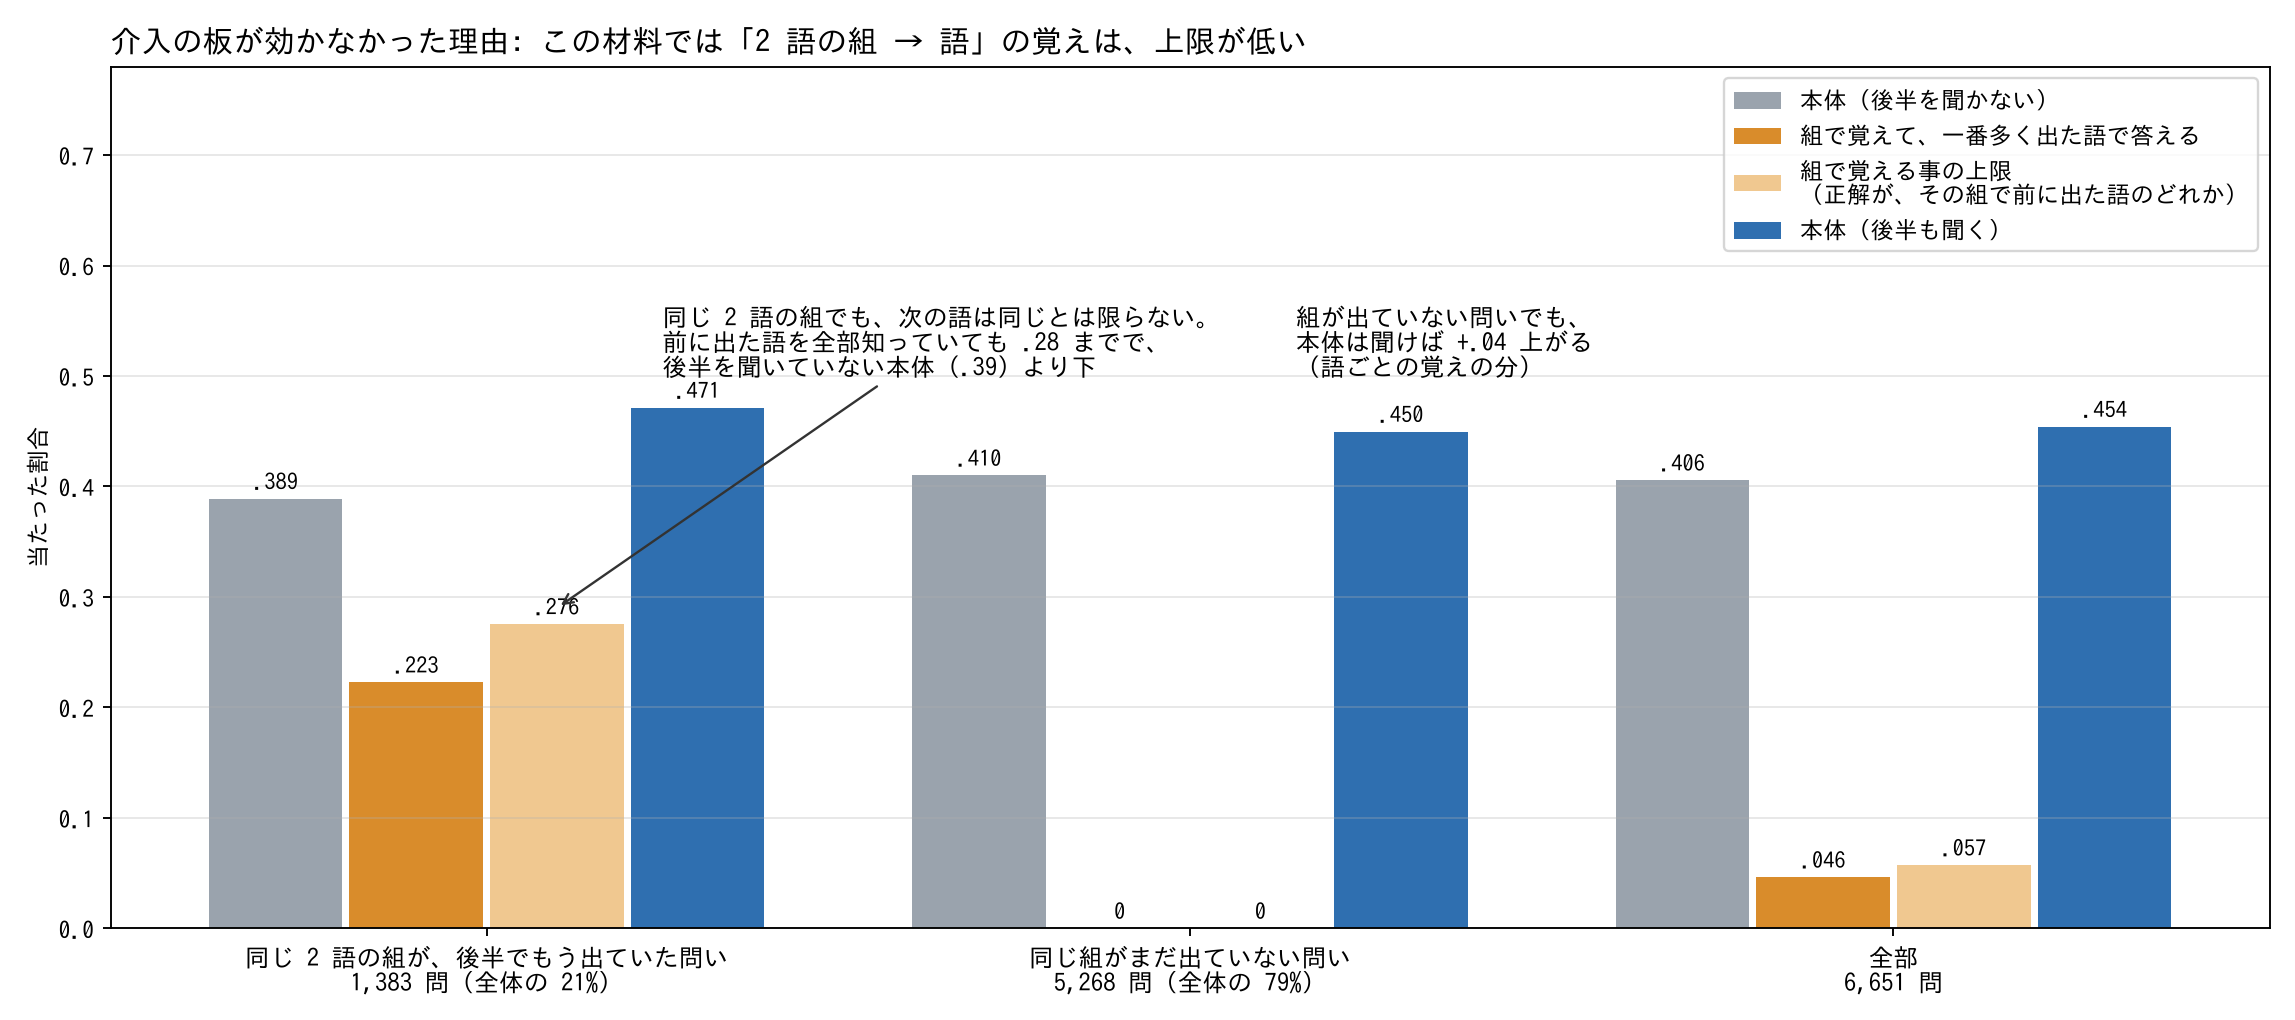 介入の板が効かなかった理由: この材料では「2 語の組 → 語」の覚えは、上限が低い
本体（後半を聞かない）
組で覚えて、一番多く出た語で答える
組で覚える事の上限
（正解が、その組で前に出た語のどれか）
本体（後半も聞く）
当たった割合
0.7
0.6
0.5
0.4
0.3
0.2
0.1
0.0
同じ 2 語の組でも、次の語は同じとは限らない。
前に出た語を全部知っていても .28 までで、
後半を聞いていない本体（.39）より下
組が出ていない問いでも、
本体は聞けば +.04 上がる
（語ごとの覚えの分）
.389
.223
.276
.471
.410
0
0
.450
.406
.046
.057
.454
同じ 2 語の組が、後半でもう出ていた問い
1,383 問（全体の 21%）
同じ組がまだ出ていない問い
5,268 問（全体の 79%）
全部
6,651 問